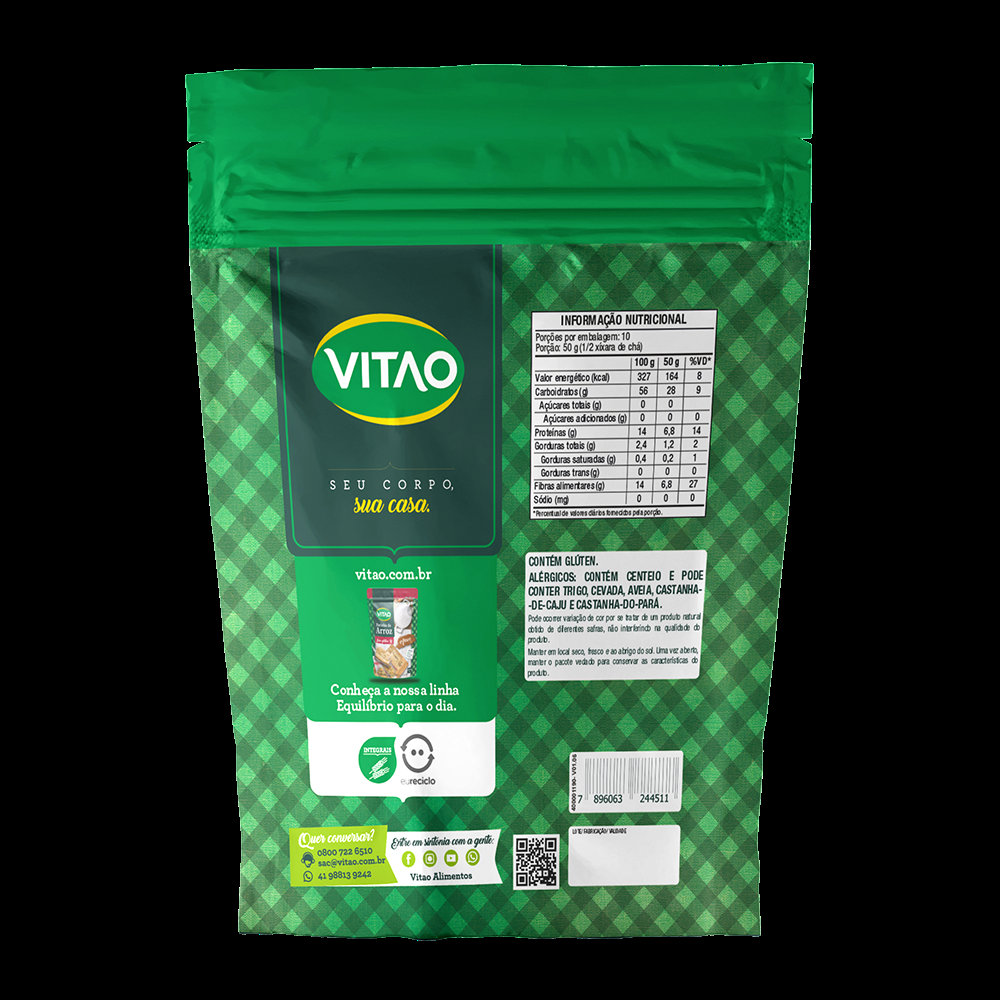 VITAO
SEU CORPO,
sua casa.
vitao.com.br
VITAO
Arroz
Conheça a nossa linha
Equilíbrio para o dia.
INTEGRAIS
eureciclo
Quer conversar?
0800 722 6510
sac@vitao.com.br
41 98813 9242
Entre em sintonia com a gente:
Vitao Alimentos
INFORMAÇÃO NUTRICIONAL
Porções por embalagem: 10
Porção: 50 g (1/2 xíxara de chá)
100 g 50 g %VD*
Valor energético (kcal) 327 164 8
Carboidratos (g) 56 28 9
Açúcares totais (g) 0 0
Açúcares adicionados (g) 0 0 0
Proteínas (g) 14 6,8 14
Gorduras totais (g) 2,4 1,2 2
Gorduras saturadas (g) 0,4 0,2 1
Gorduras trans (g) 0 0 0
Fibras alimentares (g) 14 6,8 27
Sódio (mg) 0 0 0
*Percentual de valores diários fornecidos pela porção.
CONTÉM GLÚTEN.
ALÉRGICOS: CONTÉM CENTEIO E PODE
CONTER TRIGO, CEVADA, AVEIA, CASTANHA-
-DE-CAJU E CASTANHA-DO-PARÁ.
Pode ocorrer variação de cor por se tratar de um produto natural
obtido de diferentes safras, não interferindo na qualidade do
produto.
Manter em local seco, fresco e ao abrigo do sol. Uma vez aberto,
manter o pacote vedado para conservar as características do
produto.
400001190- V01.06
7 896063 244511
LOTE/ FABRICAÇÃO/ VALIDADE